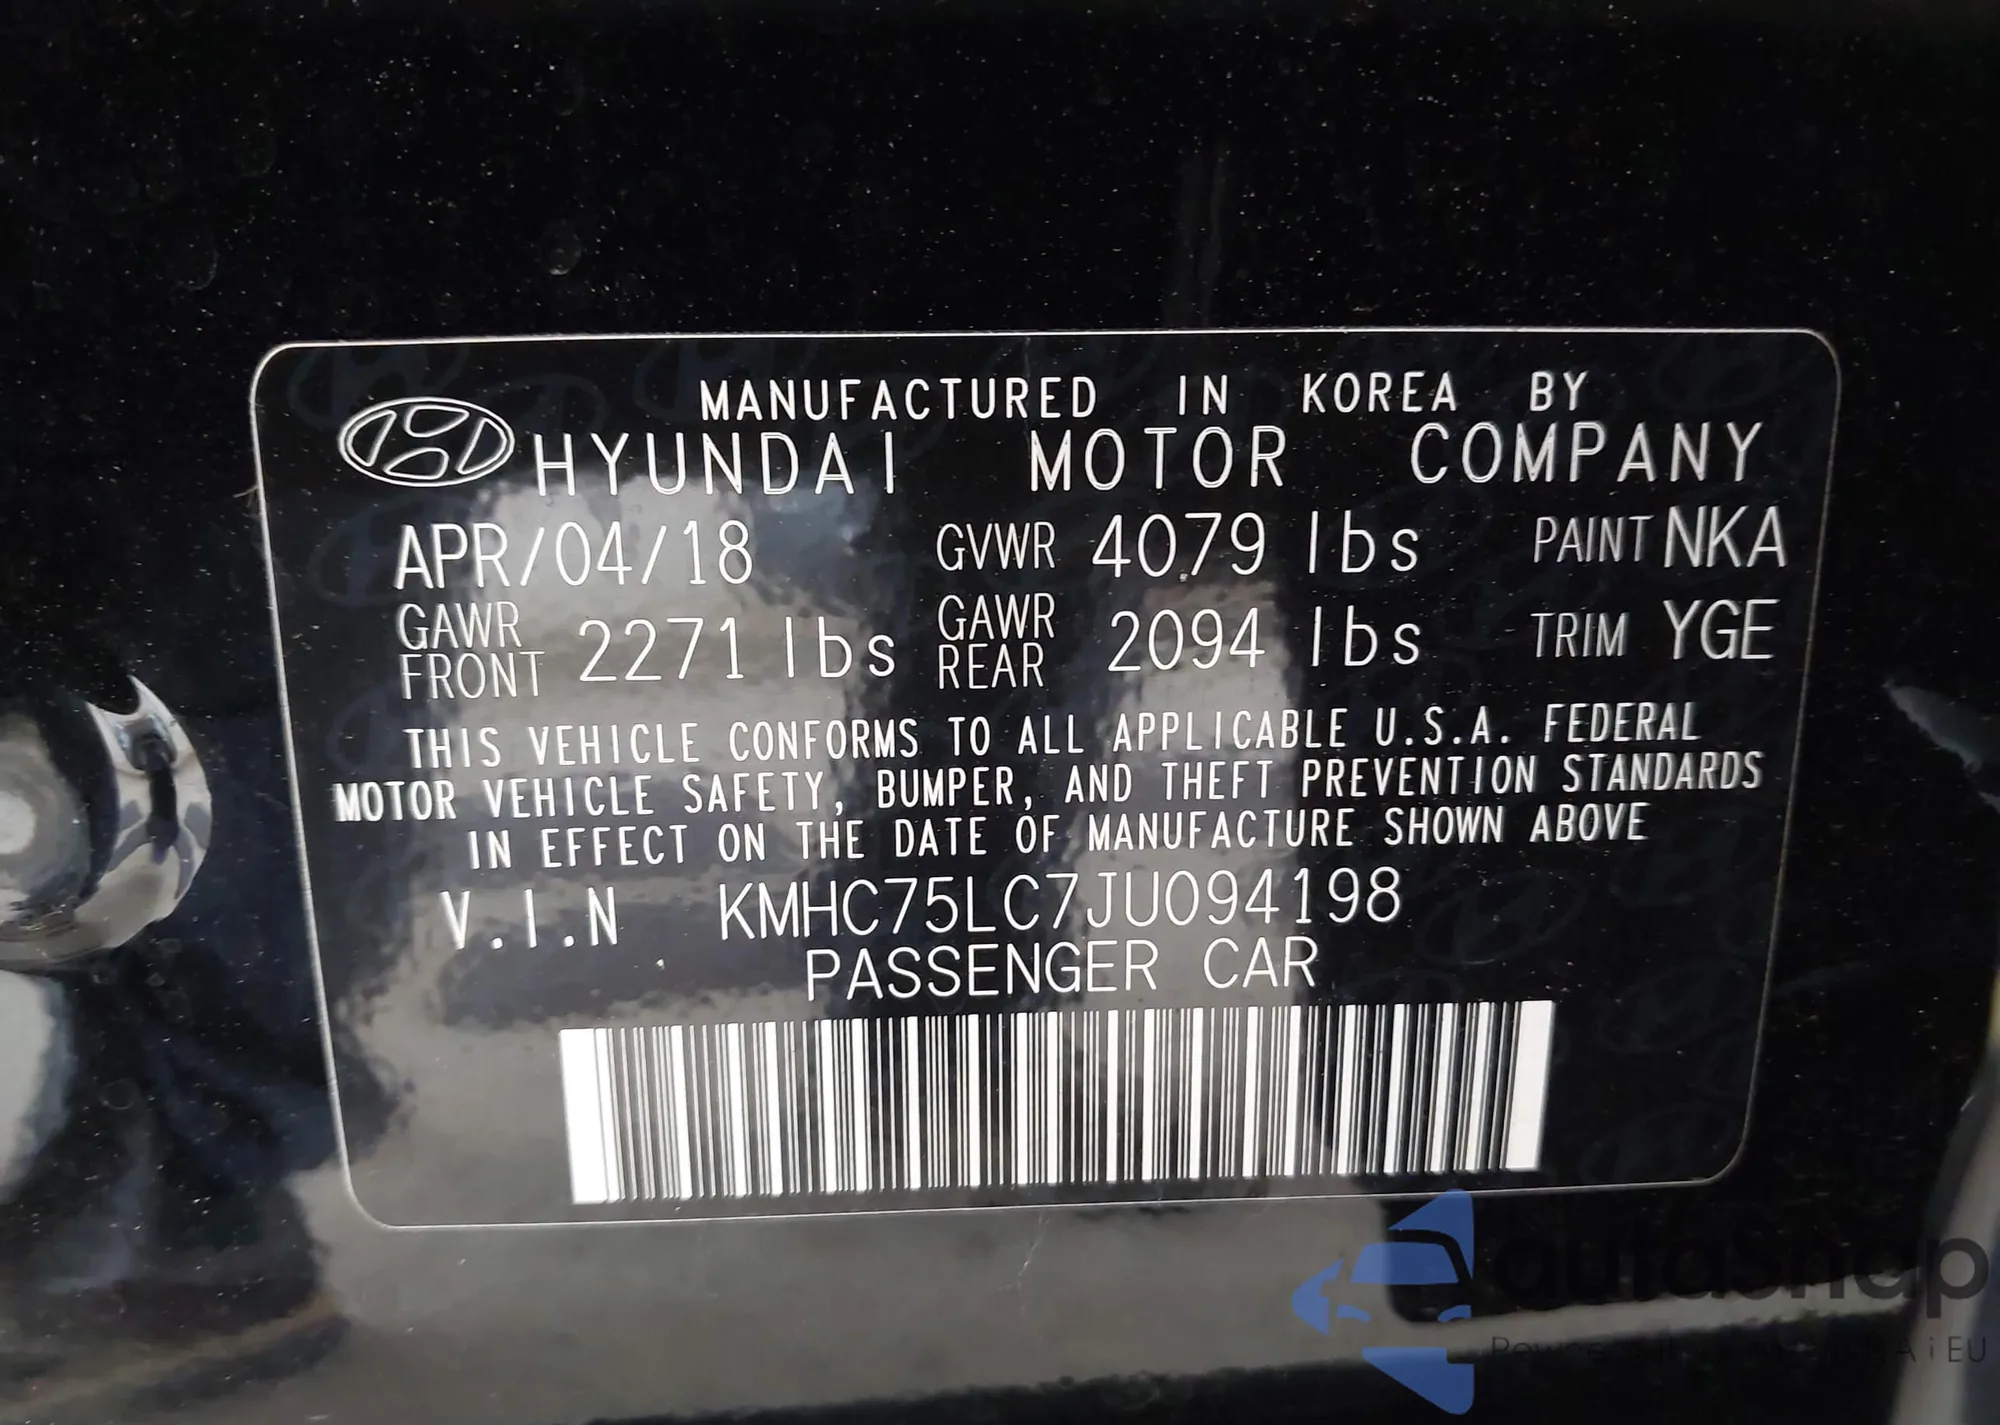 MANUFACTURED IN KOREA BY
HYUNDAI MOTOR COMPANY
APR/04/18 GVWR 4079 lbs PAINT NKA
GAWR FRONT 2271 lbs GAWR REAR 2094 lbs TRIM YGE
THIS VEHICLE CONFORMS TO ALL APPLICABLE U.S.A. FEDERAL
MOTOR VEHICLE SAFETY, BUMPER, AND THEFT PREVENTION STANDARDS
IN EFFECT ON THE DATE OF MANUFACTURE SHOWN ABOVE
V.I.N KMHC75LC7JU094198
PASSENGER CAR
autosnap
i EU